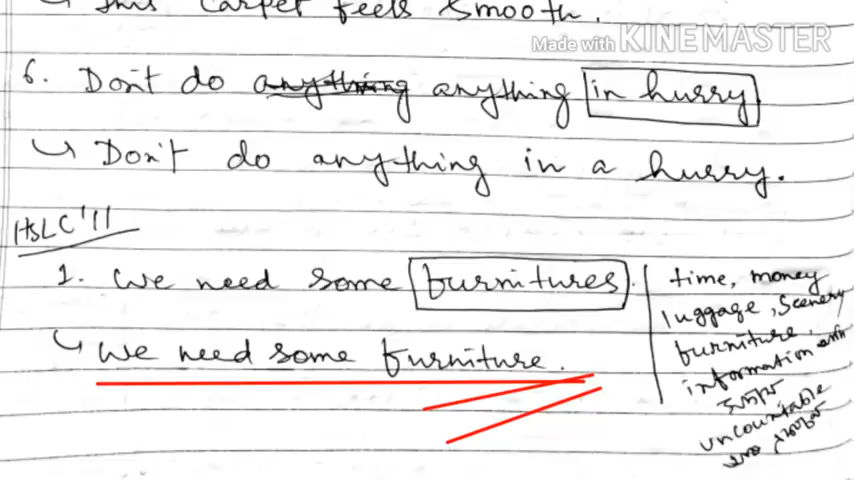 This carpet feels smooth.
Made with KINEMASTER
6. Don't do anything anything in hurry
Don't do anything in a hurry.
HSLC'11
1. We need some furnitures.
We need some furniture.
time, money
luggage, scenery
furniture,
information
uncountable